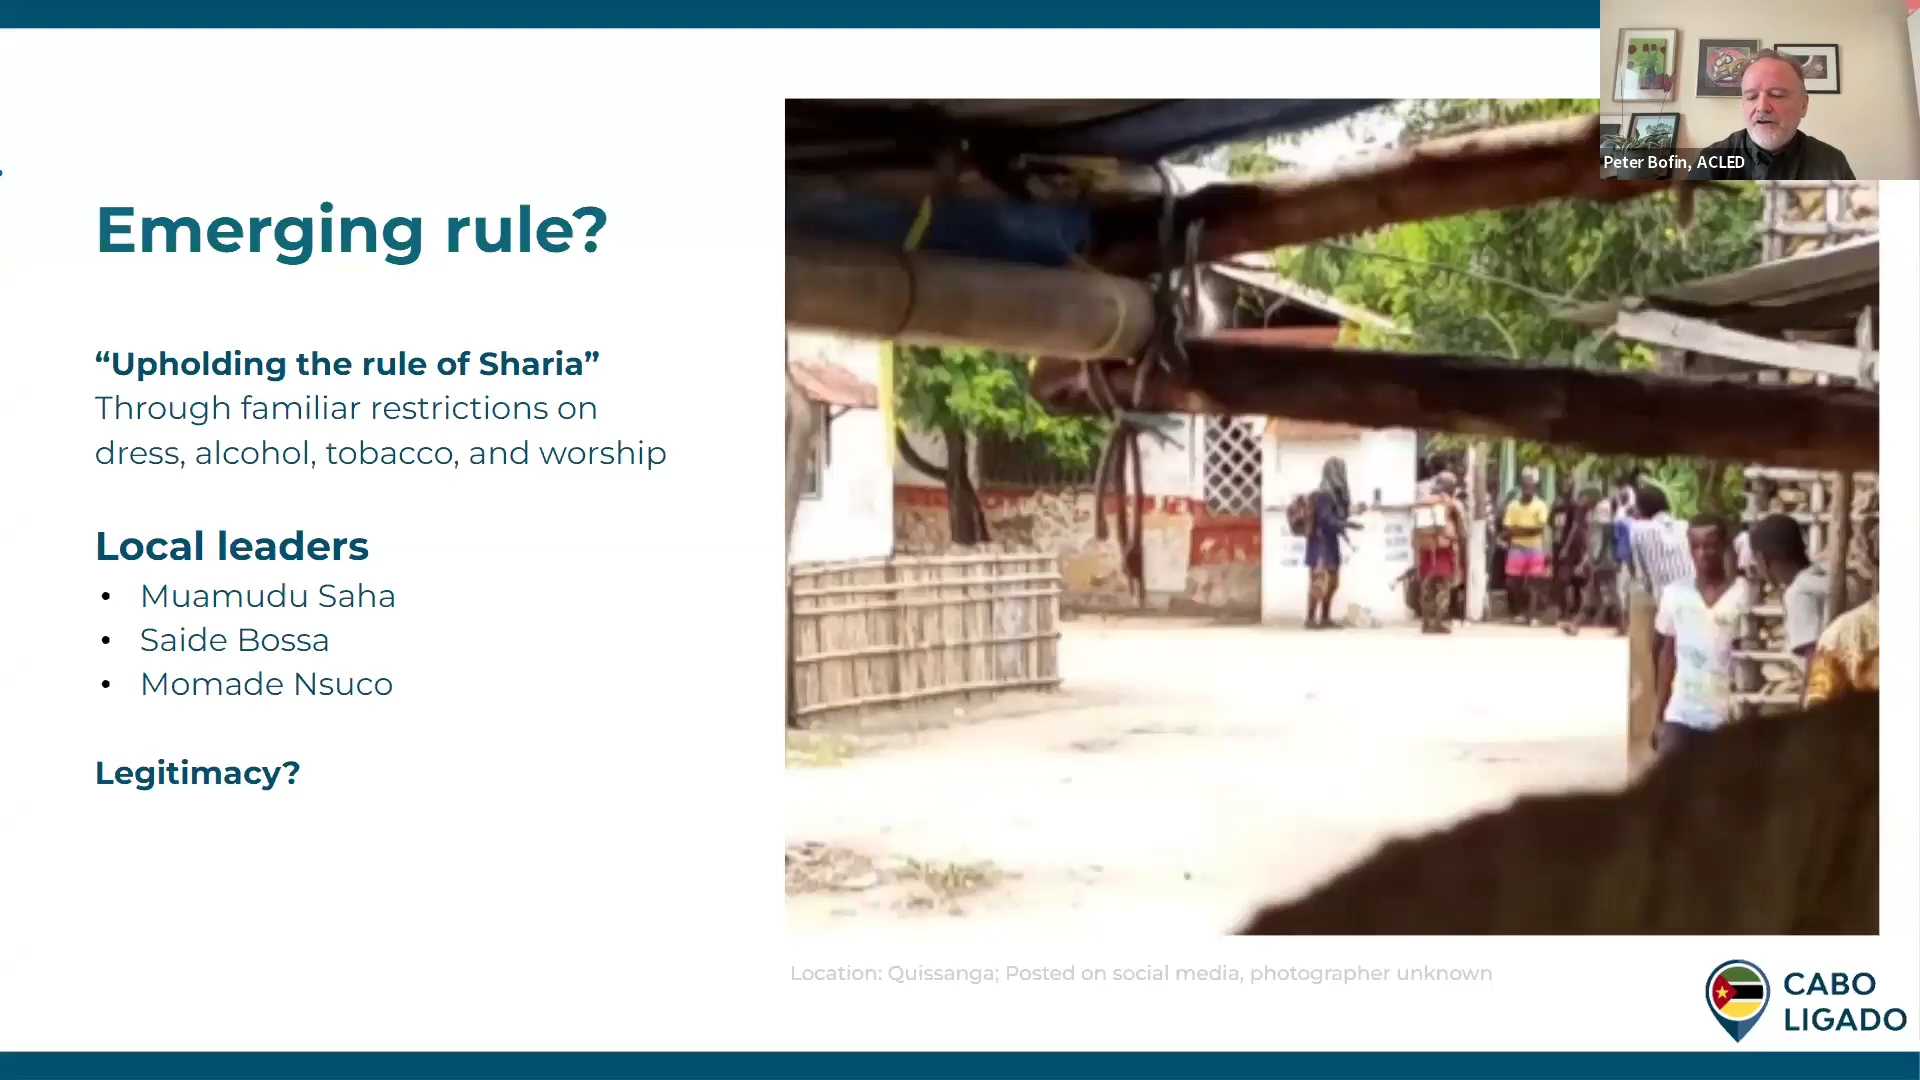 Peter Bofin, ACLED
Emerging rule?
“Upholding the rule of Sharia”
Through familiar restrictions on
dress, alcohol, tobacco, and worship
Local leaders
• Muamudu Saha
• Saide Bossa
• Momade Nsuco
Legitimacy?
Location: Quissanga; Posted on social media, photographer unknown
CABO
LIGADO